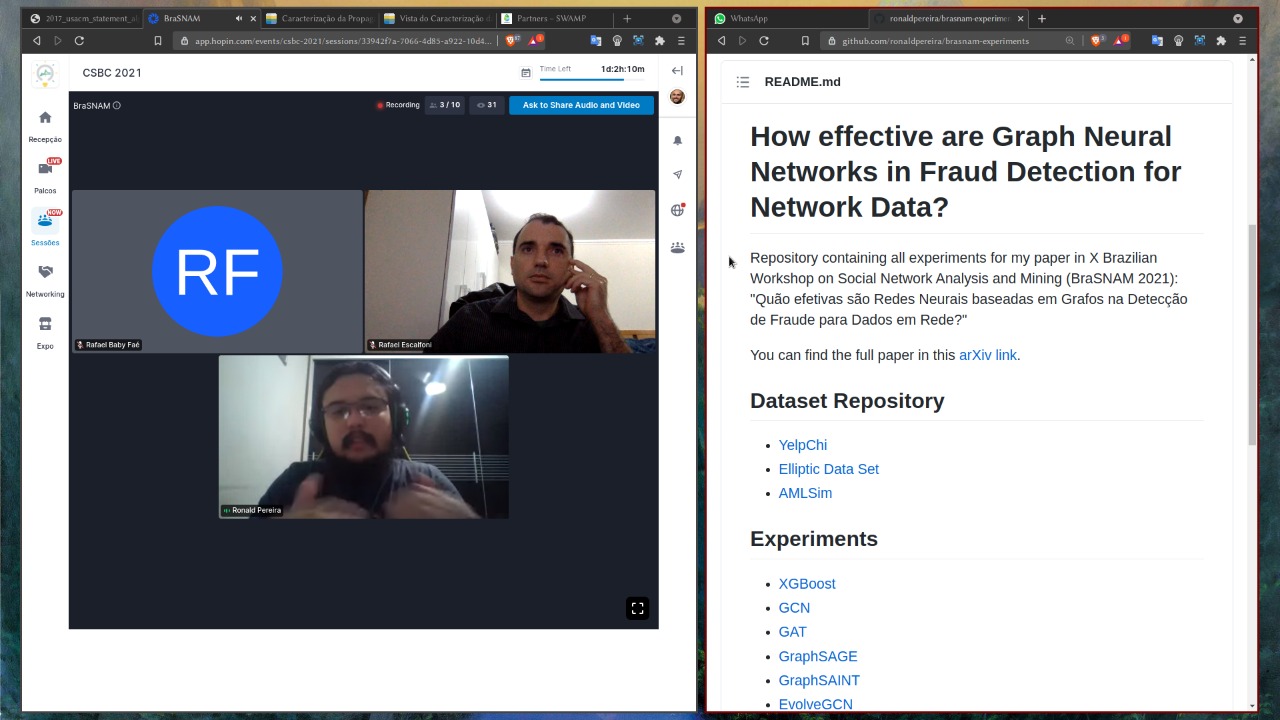 2017_usacm_statement_al
BraSNAM
Caracterização da Propag
Vista do Caracterização d
Partners – SWAMP
app.hopin.com/events/csbc-2021/sessions/33942f7a-7066-4d85-a922-10d4...
CSBC 2021
Time Left
1d:2h:10m
BraSNAM
Recording
3 / 10
31
Ask to Share Audio and Video
Recepção
LIVE
Palcos
NOW
Sessões
Networking
Expo
RF
Rafael Baby Faé
Rafael Escalfoni
Ronald Pereira
WhatsApp
ronaldpereira/brasnam-experimen
github.com/ronaldpereira/brasnam-experiments
README.md
How effective are Graph Neural
Networks in Fraud Detection for
Network Data?
Repository containing all experiments for my paper in X Brazilian
Workshop on Social Network Analysis and Mining (BraSNAM 2021):
"Quão efetivas são Redes Neurais baseadas em Grafos na Detecção
de Fraude para Dados em Rede?"
You can find the full paper in this arXiv link.
Dataset Repository
YelpChi
Elliptic Data Set
AMLSim
Experiments
XGBoost
GCN
GAT
GraphSAGE
GraphSAINT
EvolveGCN